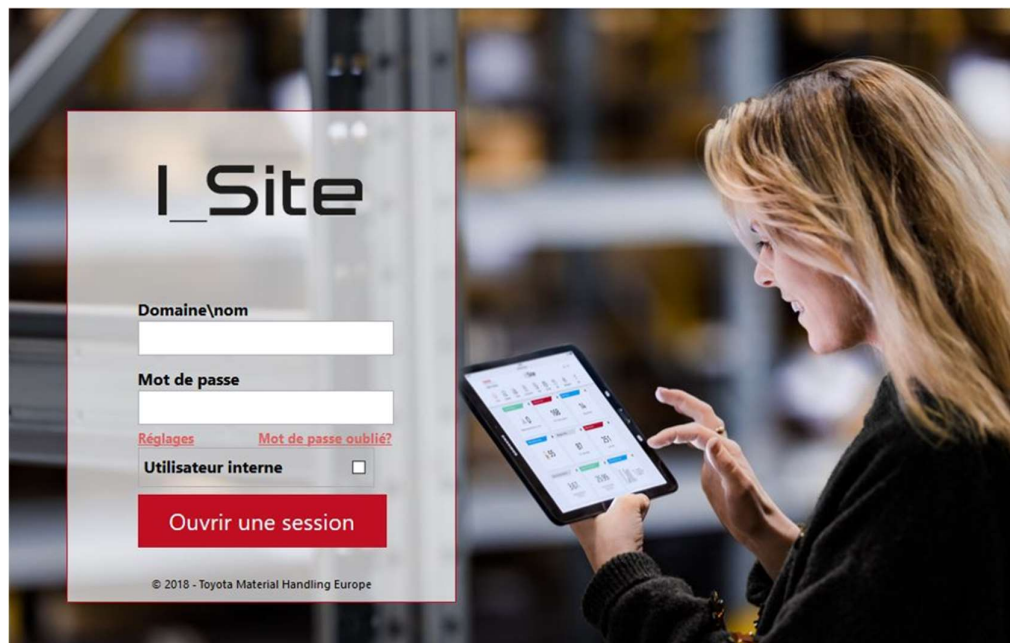 I_Site
Domaine\nom
Mot de passe
Réglages Mot de passe oublié?
Utilisateur interne
Ouvrir une session
© 2018 - Toyota Material Handling Europe